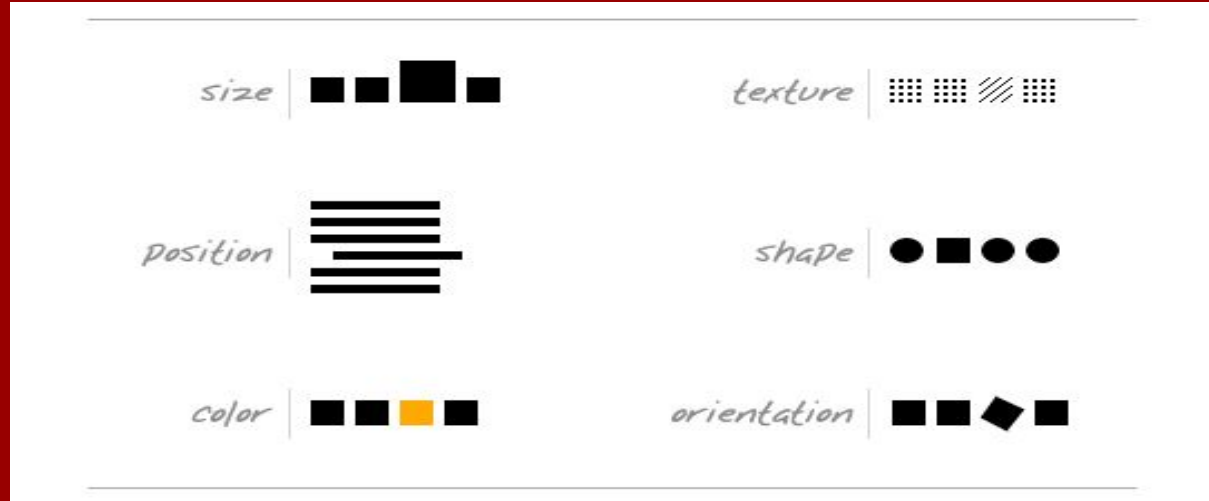 size
texture
position
shape
color
orientation